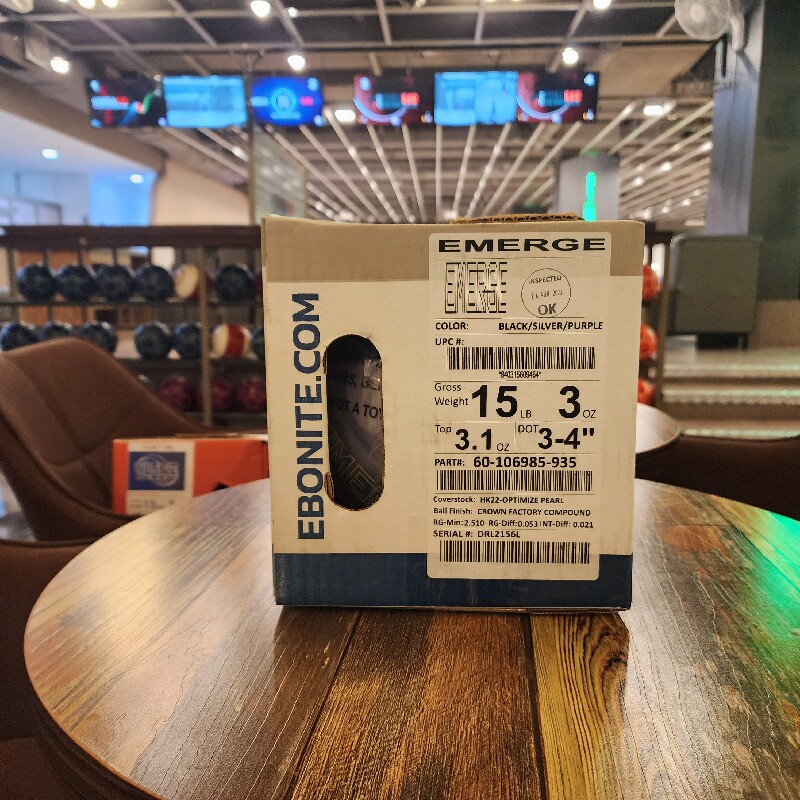 EBONITE.COM
EMERGE
EMERGE
INSPECTED
OK
COLOR: BLACK/SILVER/PURPLE
UPC #:
Gross Weight 15 LB 3 OZ
Top 3.1 OZ DOT 3-4"
PART#: 60-106985-935
Coverstock: HK22-OPTIMIZE PEARL
Ball Finish: CROWN FACTORY COMPOUND
RG-Min:2.510 RG-Diff:0.053 INT-Diff: 0.021
SERIAL #: DRL2156L
NOT A TOY